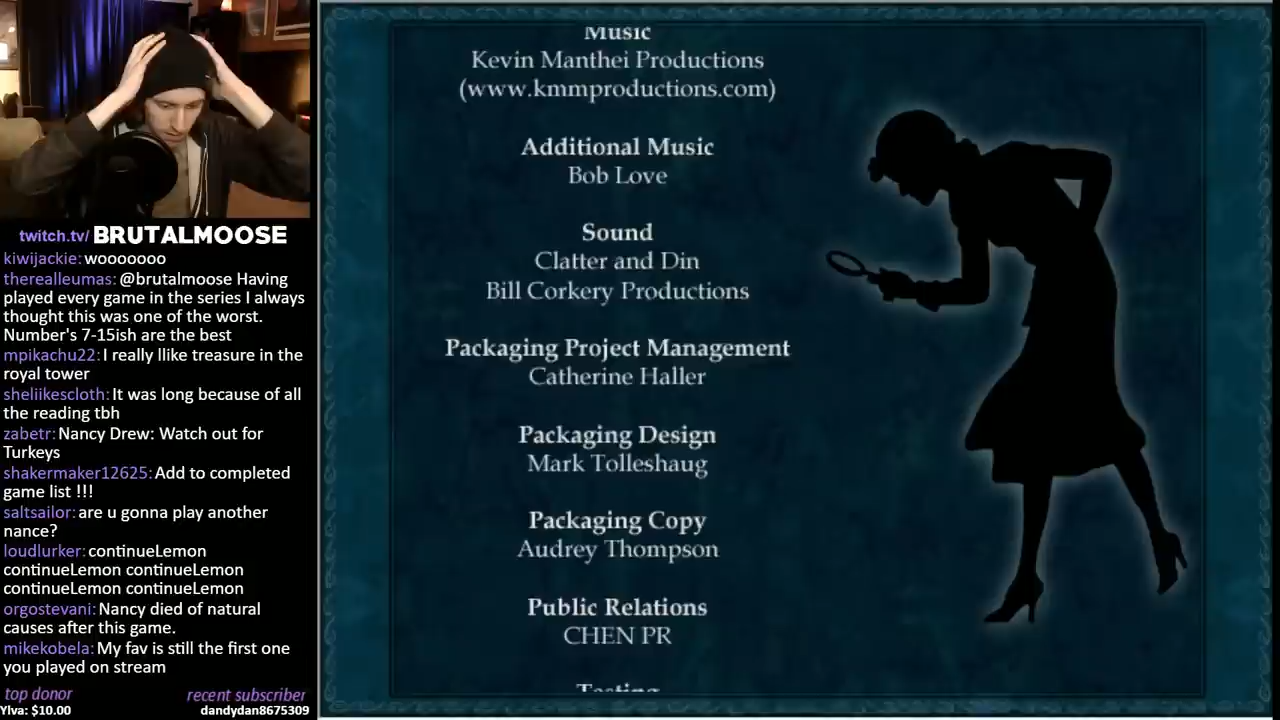 twitch.tv/ BRUTALMOOSE
kiwijackie: wooooooo
therealleumas: @brutalmoose Having
played every game in the series I always
thought this was one of the worst.
Number's 7-15ish are the best
mpikachu22: I really llike treasure in the
royal tower
sheliikescloth: It was long because of all
the reading tbh
zabetr: Nancy Drew: Watch out for
Turkeys
shakermaker12625: Add to completed
game list !!!
saltsailor: are u gonna play another
nance?
loudlurker: continueLemon
continueLemon continueLemon
continueLemon continueLemon
orgostevani: Nancy died of natural
causes after this game.
mikekobela: My fav is still the first one
you played on stream
top donor
Ylva: $10.00
recent subscriber
dandydan8675309
Music
Kevin Manthei Productions
(www.kmmproductions.com)
Additional Music
Bob Love
Sound
Clatter and Din
Bill Corkery Productions
Packaging Project Management
Catherine Haller
Packaging Design
Mark Tolleshaug
Packaging Copy
Audrey Thompson
Public Relations
CHEN PR
Testing